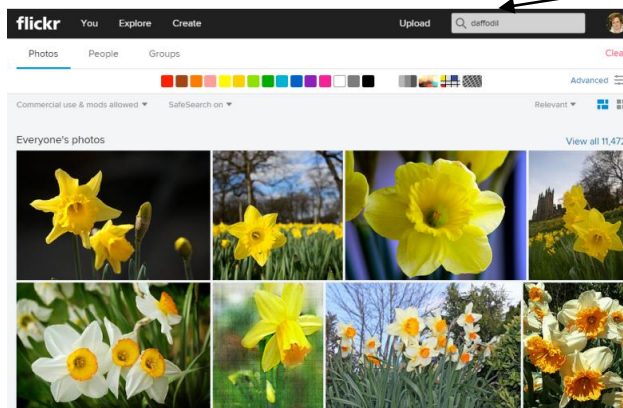 flickr You Explore Create Upload daffodil
Photos People Groups Clea
Advanced
Commercial use & mods allowed SafeSearch on Relevant
Everyone's photos View all 11,472